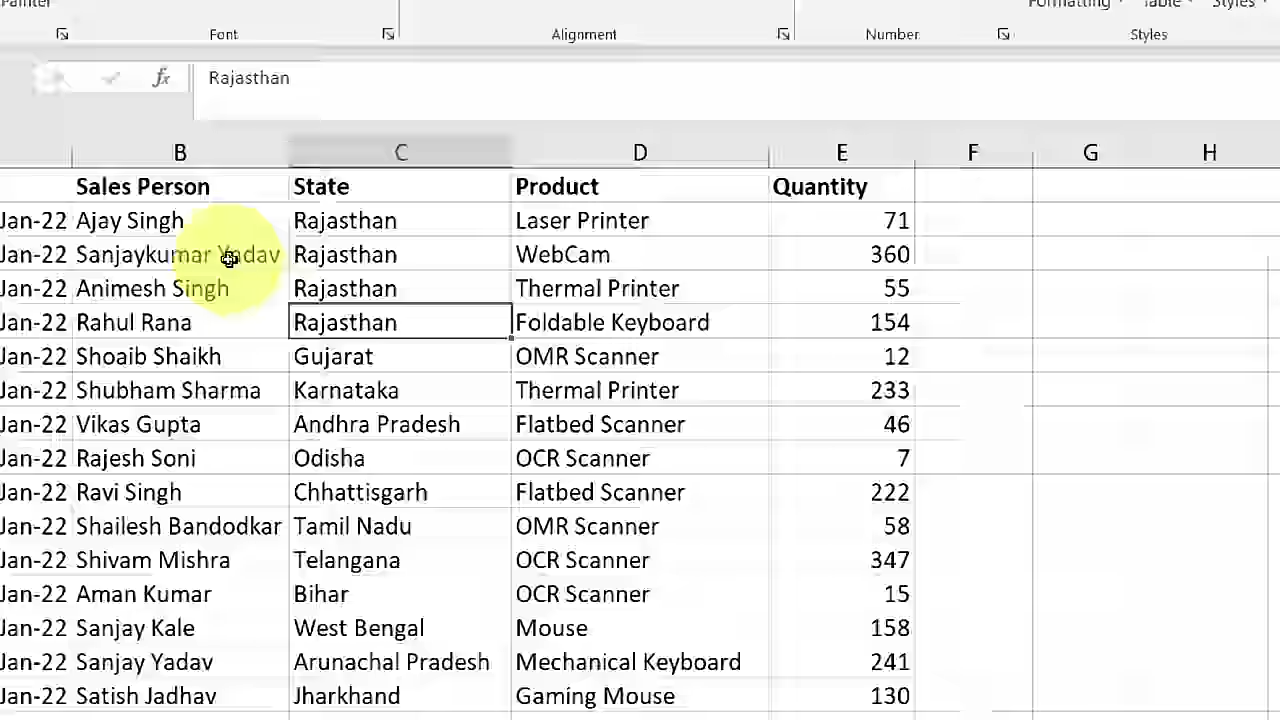 Painter Formatting Table Styles
Font Alignment Number Styles
fx Rajasthan
B C D E F G H
Sales Person State Product Quantity
Jan-22 Ajay Singh Rajasthan Laser Printer 71
Jan-22 Sanjaykumar Yadav Rajasthan WebCam 360
Jan-22 Animesh Singh Rajasthan Thermal Printer 55
Jan-22 Rahul Rana Rajasthan Foldable Keyboard 154
Jan-22 Shoaib Shaikh Gujarat OMR Scanner 12
Jan-22 Shubham Sharma Karnataka Thermal Printer 233
Jan-22 Vikas Gupta Andhra Pradesh Flatbed Scanner 46
Jan-22 Rajesh Soni Odisha OCR Scanner 7
Jan-22 Ravi Singh Chhattisgarh Flatbed Scanner 222
Jan-22 Shailesh Bandodkar Tamil Nadu OMR Scanner 58
Jan-22 Shivam Mishra Telangana OCR Scanner 347
Jan-22 Aman Kumar Bihar OCR Scanner 15
Jan-22 Sanjay Kale West Bengal Mouse 158
Jan-22 Sanjay Yadav Arunachal Pradesh Mechanical Keyboard 241
Jan-22 Satish Jadhav Jharkhand Gaming Mouse 130